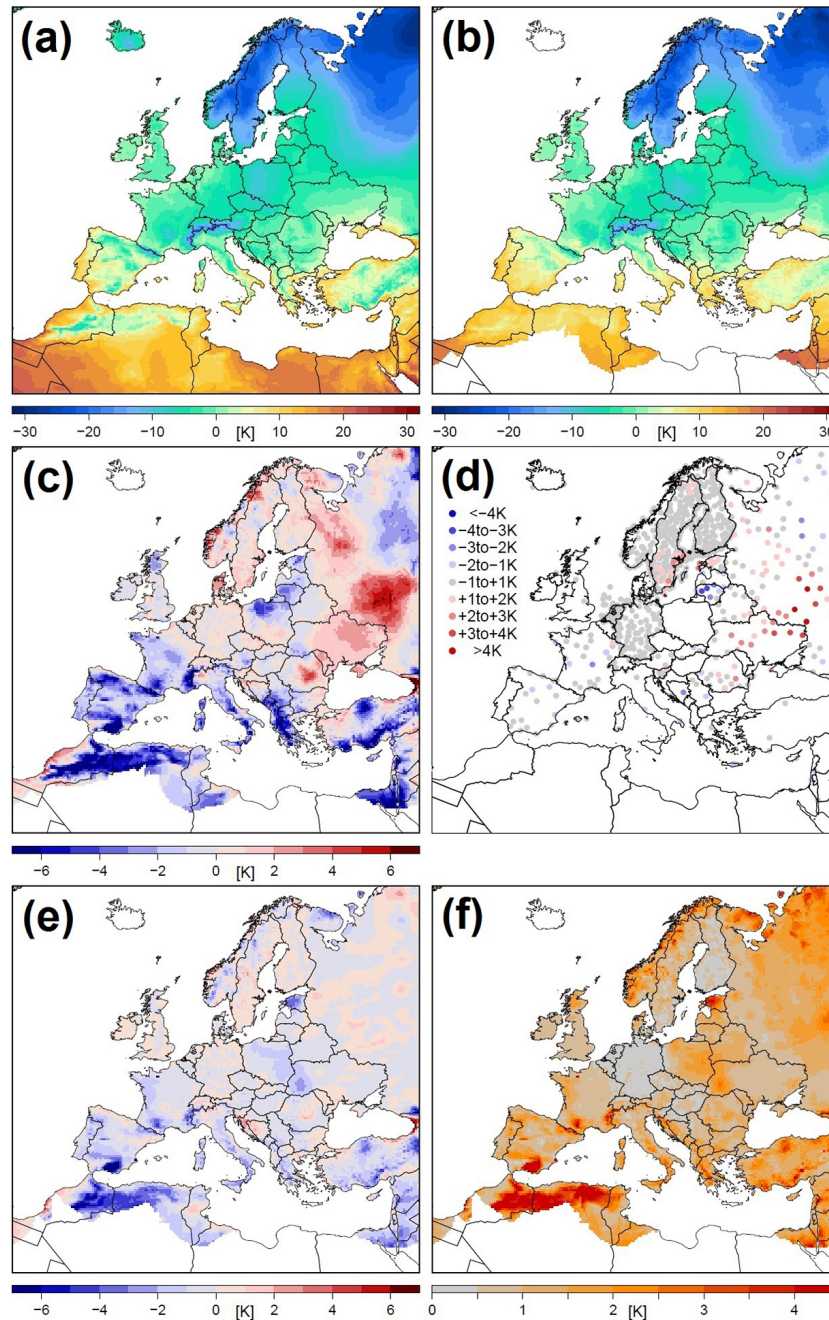 (a)
(b)
−30 −20 −10 0 [K] 10 20 30
−30 −20 −10 0 [K] 10 20 30
(c)
(d)
<−4K
−4to−3K
−3to−2K
−2to−1K
−1to+1K
+1to+2K
+2to+3K
+3to+4K
>4K
−6 −4 −2 0 [K] 2 4 6
(e)
(f)
−6 −4 −2 0 [K] 2 4 6
0 1 2 [K] 3 4